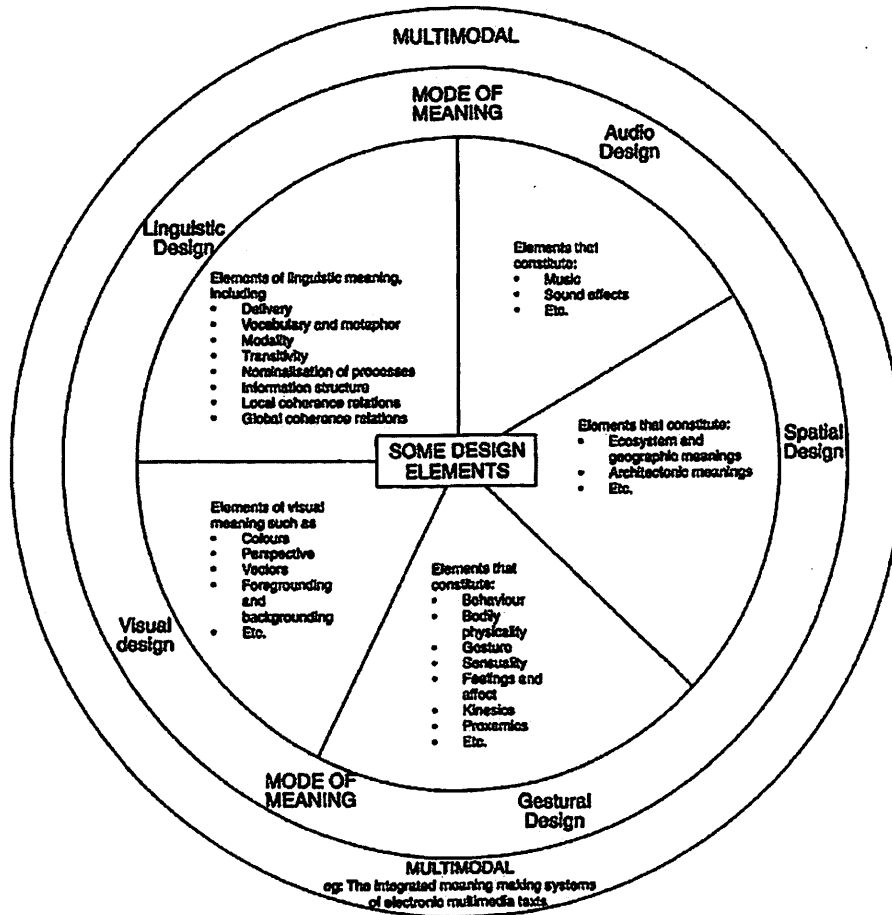 MULTIMODAL
MODE OF
MEANING
Audio
Design
Linguistic
Design
Elements of linguistic meaning,
including
• Delivery
• Vocabulary and metaphor
• Modality
• Transitivity
• Nominalisation of processes
• Information structure
• Local coherence relations
• Global coherence relations
Elements that
constitute:
• Music
• Sound effects
• Etc.
Elements that constitute:
• Ecosystem and
geographic meanings
• Architectonic meanings
• Etc.
Spatial
Design
SOME DESIGN
ELEMENTS
Elements of visual
meaning such as
• Colours
• Perspective
• Vectors
• Foregrounding
and
backgrounding
• Etc.
Visual
design
Elements that
constitute:
• Behaviour
• Bodily
physicality
• Gesture
• Sensuality
• Feelings and
affect
• Kinesics
• Proxemics
• Etc.
MODE OF
MEANING
Gestural
Design
MULTIMODAL
eg: The integrated meaning making systems
of electronic multimedia texts